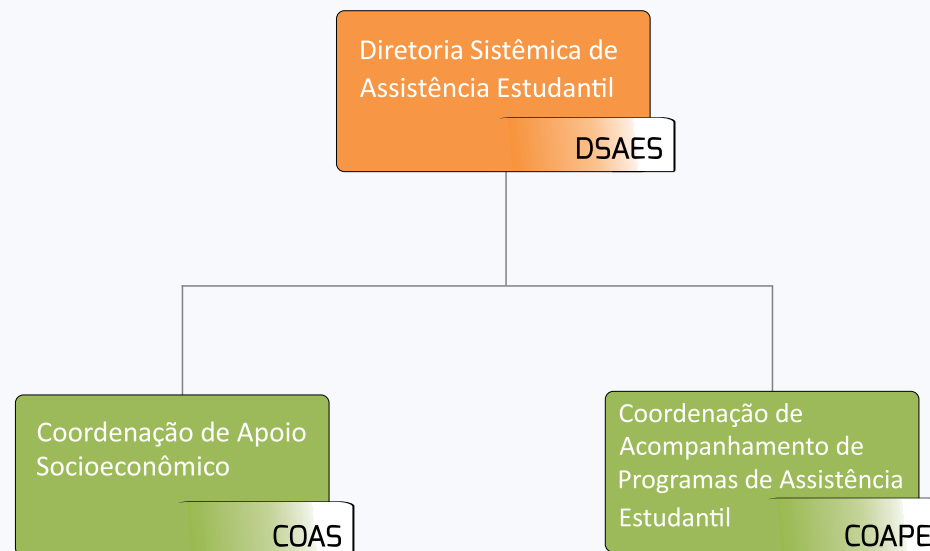 Diretoria Sistêmica de
Assistência Estudantil
DSAES
Coordenação de Apoio
Socioeconômico
COAS
Coordenação de
Acompanhamento de
Programas de Assistência
Estudantil
COAPE